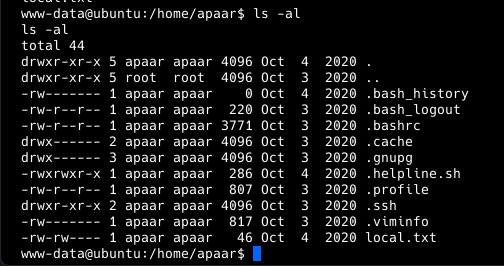 local.txt
www-data@ubuntu:/home/apaar$ ls -al
ls -al
total 44
drwxr-xr-x 5 apaar apaar 4096 Oct  4  2020 .
drwxr-xr-x 5 root  root  4096 Oct  3  2020 ..
-rw------- 1 apaar apaar    0 Oct  4  2020 .bash_history
-rw-r--r-- 1 apaar apaar  220 Oct  3  2020 .bash_logout
-rw-r--r-- 1 apaar apaar 3771 Oct  3  2020 .bashrc
drwx------ 2 apaar apaar 4096 Oct  3  2020 .cache
drwx------ 3 apaar apaar 4096 Oct  3  2020 .gnupg
-rwxrwxr-x 1 apaar apaar  286 Oct  4  2020 .helpline.sh
-rw-r--r-- 1 apaar apaar  807 Oct  3  2020 .profile
drwxr-xr-x 2 apaar apaar 4096 Oct  3  2020 .ssh
-rw------- 1 apaar apaar  817 Oct  3  2020 .viminfo
-rw-rw---- 1 apaar apaar   46 Oct  4  2020 local.txt
www-data@ubuntu:/home/apaar$